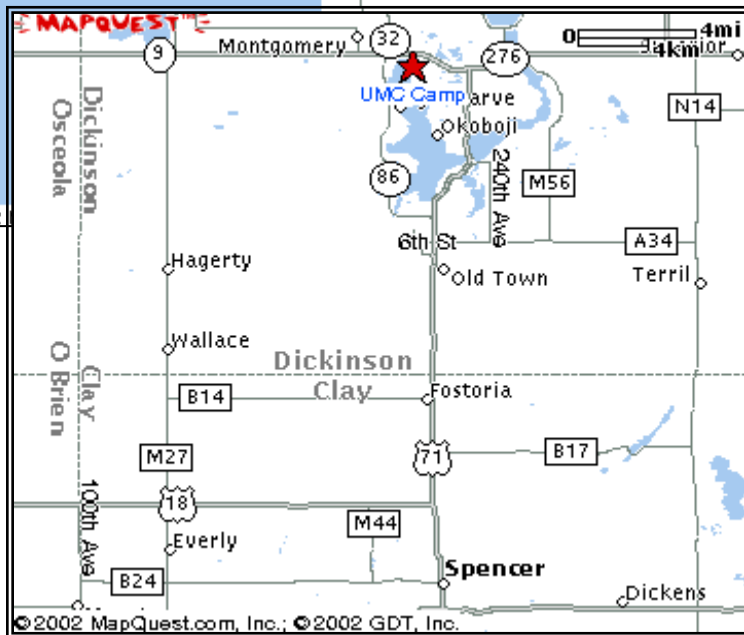 MAPQUEST
TM
0 4mi
4km
Montgomery
32
9
276
UMC Camp
arve
Okoboji
N14
Dickinson
Osceola
86
240th Ave
M56
6th St
A34
Hagerty
Old Town
Terril
Wallace
Dickinson
Clay
Clay
O Brien
B14
Fostoria
M27
71
B17
18
100th Ave
M44
Everly
Spencer
B24
Dickens
©2002 MapQuest.com, Inc.; ©2002 GDT, Inc.